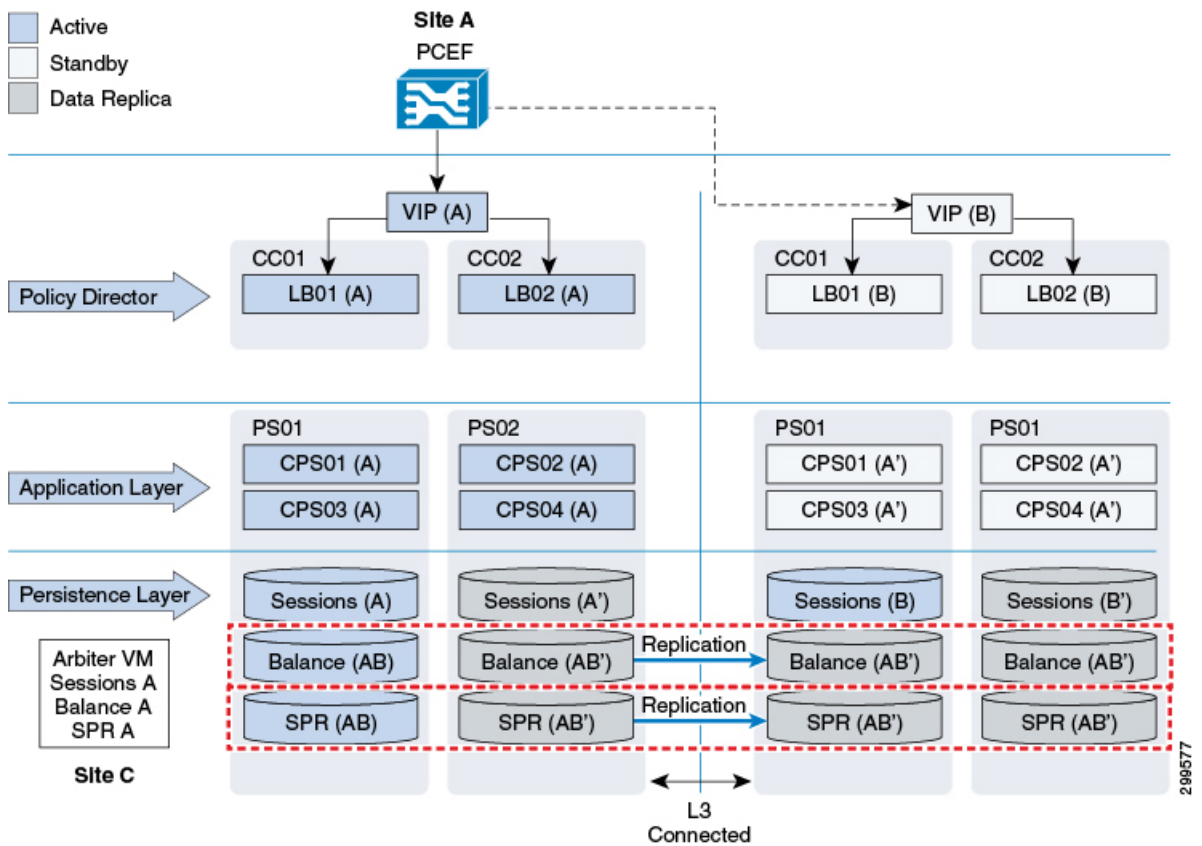 Active
Standby
Data Replica
Site A
PCEF
VIP (A)
VIP (B)
Policy Director
CC01
LB01 (A)
CC02
LB02 (A)
CC01
LB01 (B)
CC02
LB02 (B)
Application Layer
PS01
CPS01 (A)
CPS03 (A)
PS02
CPS02 (A)
CPS04 (A)
PS01
CPS01 (A’)
CPS03 (A’)
PS01
CPS02 (A’)
CPS04 (A’)
Persistence Layer
Sessions (A)
Sessions (A’)
Sessions (B)
Sessions (B’)
Balance (AB)
Balance (AB’)
Replication
Balance (AB’)
Balance (AB’)
SPR (AB)
SPR (AB’)
Replication
SPR (AB’)
SPR (AB’)
Arbiter VM
Sessions A
Balance A
SPR A
Site C
L3
Connected
299577